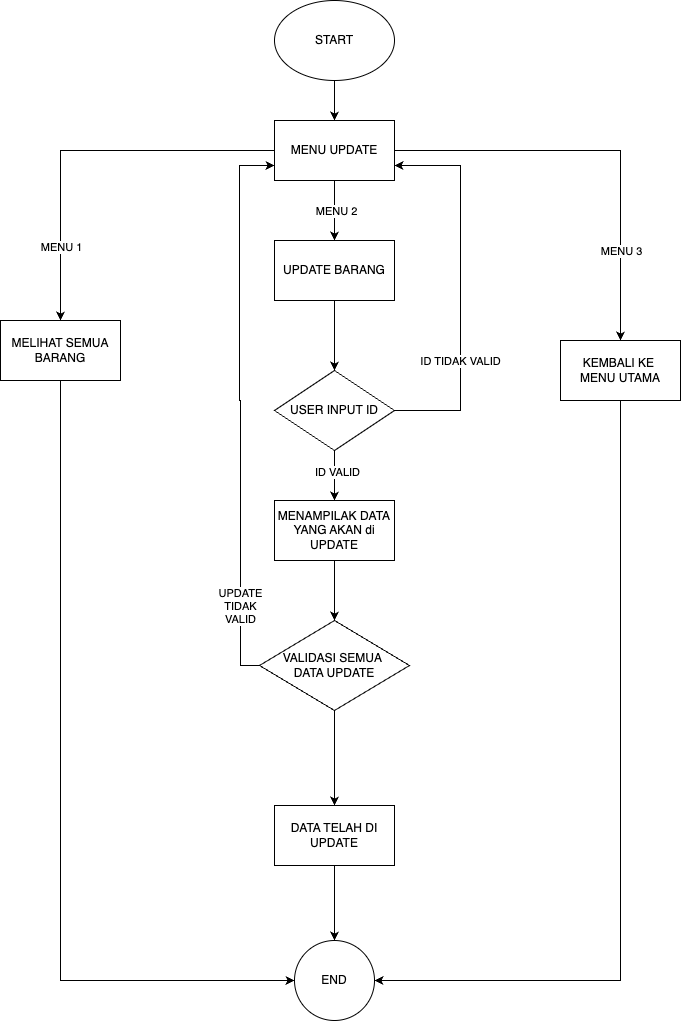 START
MENU UPDATE
MENU 2
MENU 1
MENU 3
UPDATE BARANG
MELIHAT SEMUA
BARANG
ID TIDAK VALID
KEMBALI KE
MENU UTAMA
USER INPUT ID
ID VALID
MENAMPILAK DATA
YANG AKAN di
UPDATE
UPDATE
TIDAK
VALID
VALIDASI SEMUA
DATA UPDATE
DATA TELAH DI
UPDATE
END